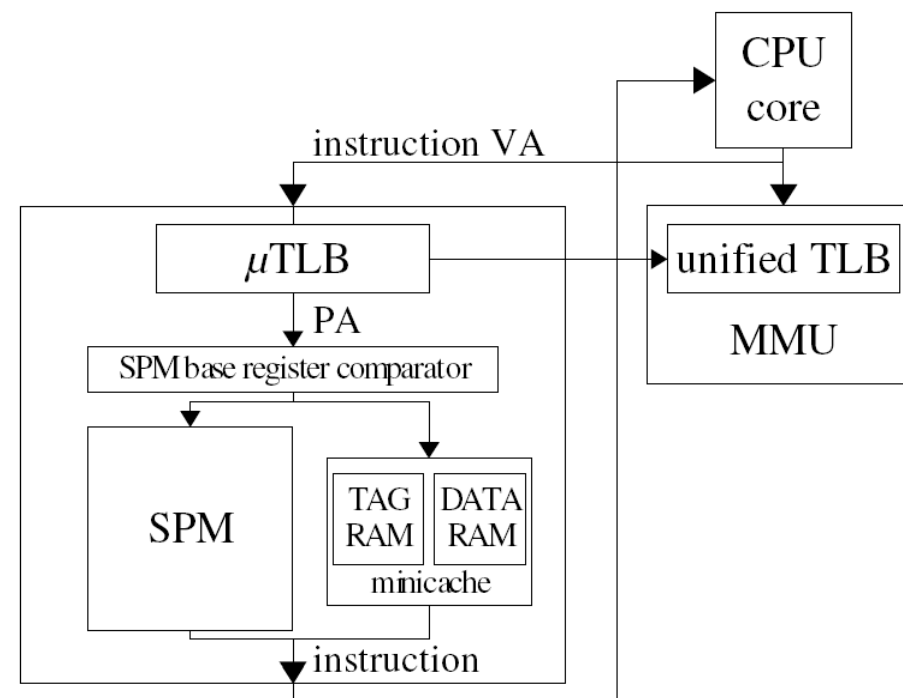 CPU
core
instruction VA
μTLB
unified TLB
PA
MMU
SPM base register comparator
SPM
TAG
RAM
DATA
RAM
minicache
instruction